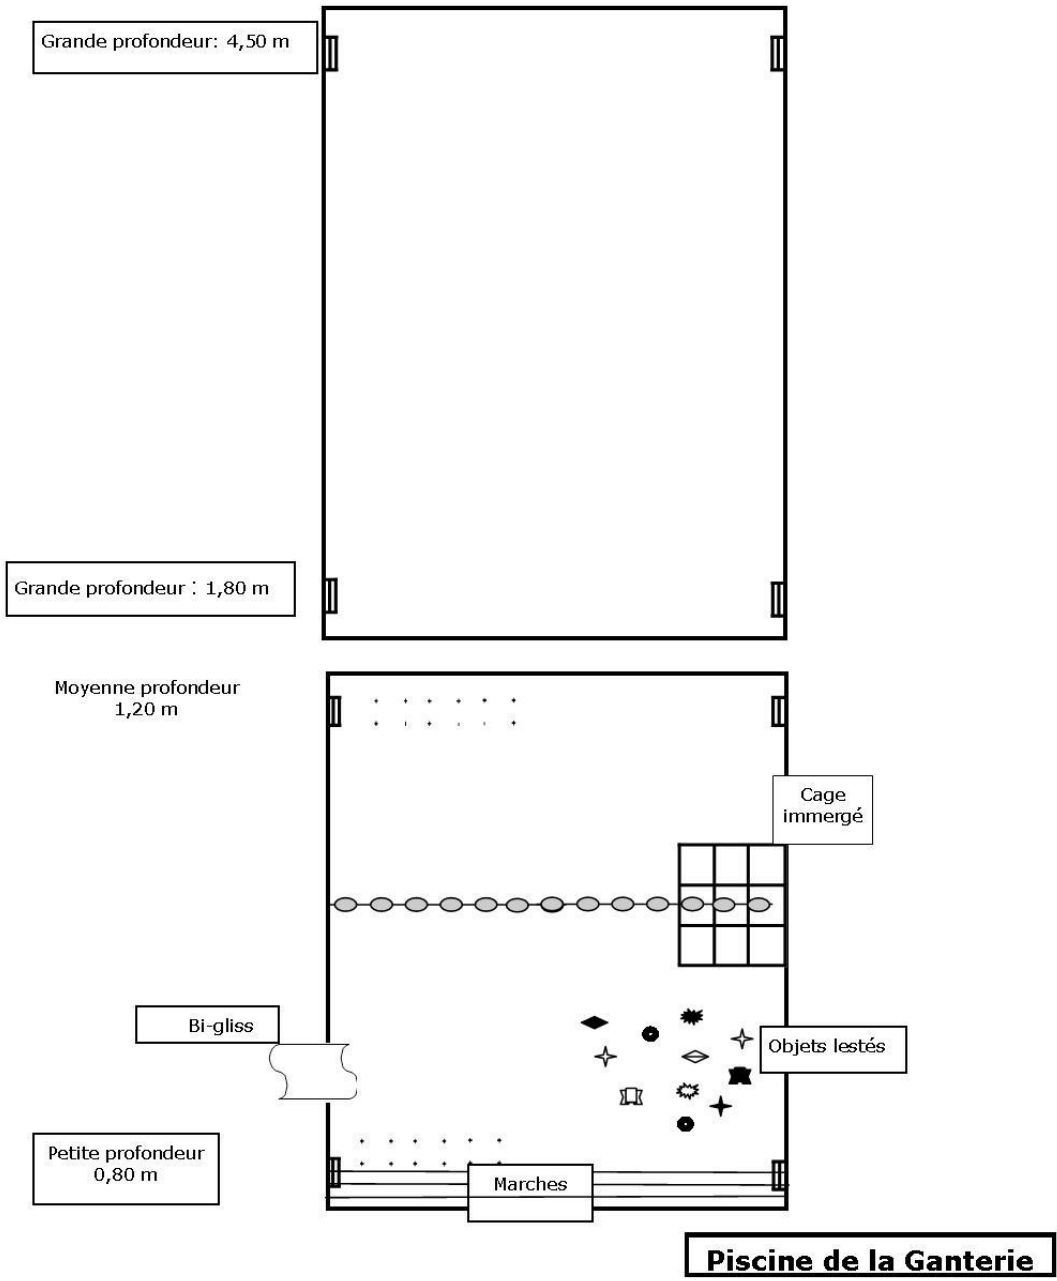 Grande profondeur: 4,50 m
Grande profondeur : 1,80 m
Moyenne profondeur
1,20 m
Cage
immergé
Bi-gliss
Objets lestés
Petite profondeur
0,80 m
Marches
Piscine de la Ganterie